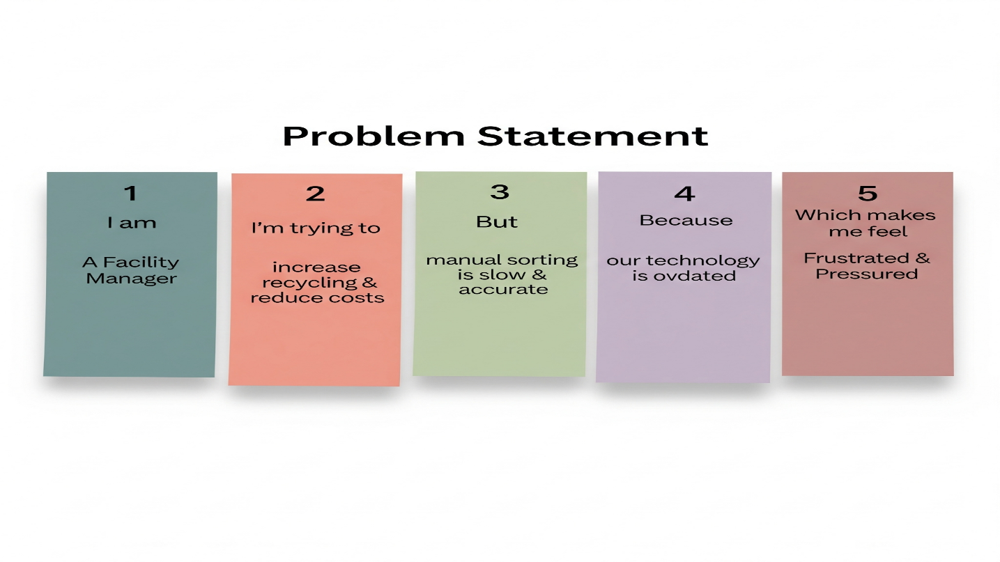 Problem Statement
1
I am
A Facility
Manager
2
I'm trying to
increase
recycling &
reduce costs
3
But
manual sorting
is slow &
accurate
4
Because
our technology
is ovdated
5
Which makes
me feel
Frustrated &
Pressured